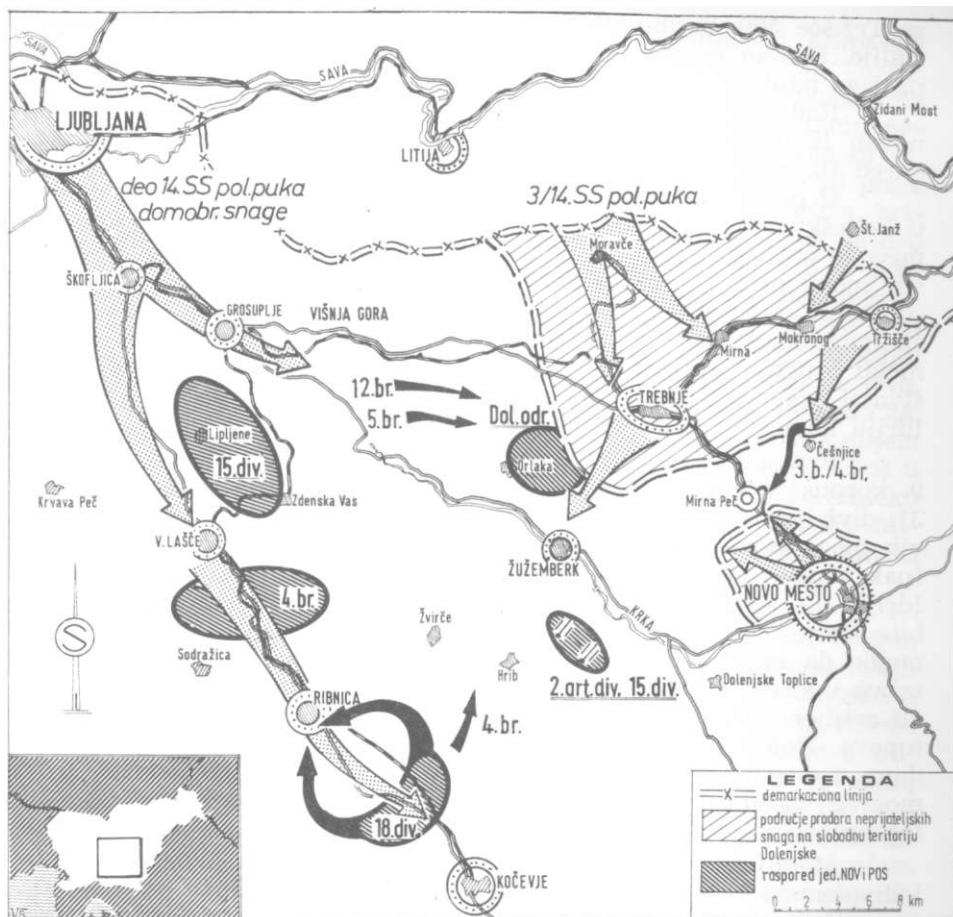 SAVA
SAVA
SAVA
LJUBLJANA
Zidani Most
LITIJA
deo 14.SS pol.puka
domobr. snage
3/14.SS pol.puka
Št.Janž
Moravče
ŠKOFLJICA
GROSUPLJE
VIŠNJA GORA
Mirna
Mokronog
Tržišče
12.br.
5.br.
Dol.odr.
TREBNJE
Lipljene
15.div.
Orlaka
Češnjice
3.b./4.br,
Krvava Peč
Zdenska Vas
Mirna Peč
V. LAŠČE
ŽUŽEMBERK
NOVO MESTO
4.br.
Žvirče
KRKA
S
Sodražica
Hrib
Dolenjske Toplice
2.art.div. 15.div.
RIBNICA
4.br.
18.div.
KOČEVJE
LEGENDA
demarkaciona linija
područje prodora neprijateljskih
snaga na slobodnu teritoriju
Dolenjske
raspored jed.NOV i POS
0 2 4 6 8 km